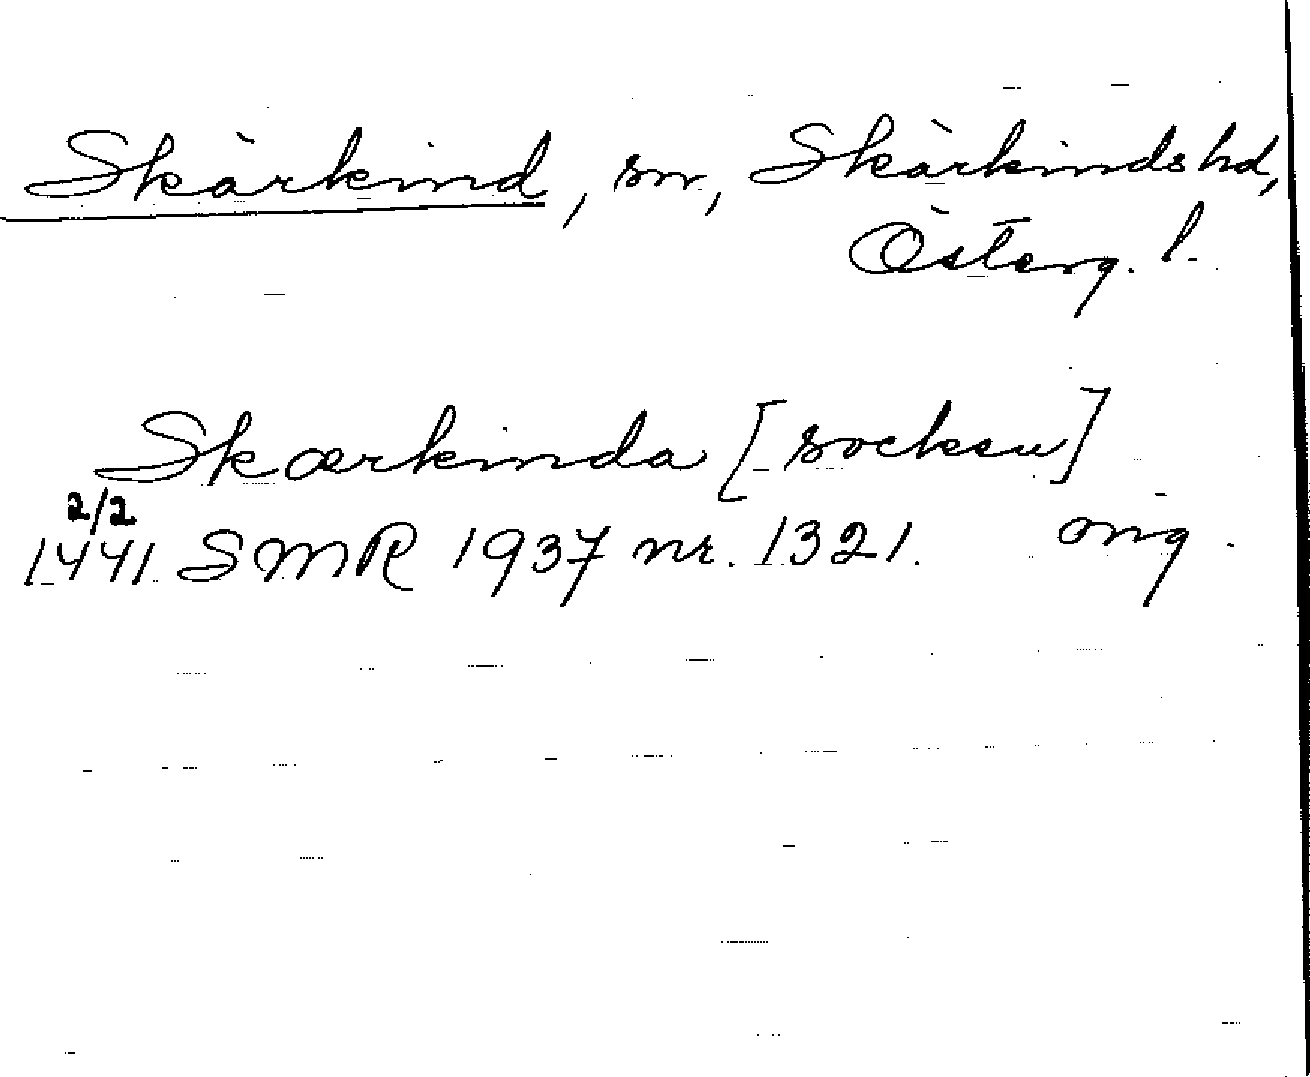 Skärkind, sn, Skärkinds hd,
Österg. l.
Skærkinda [socken]
2/2
1441 SMR 1937 nr. 1321. orig.